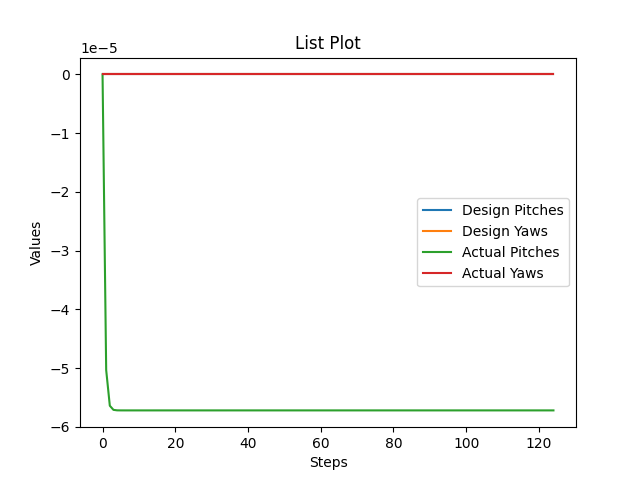 List Plot
1e−5
0
−1
−2
−3
−4
−5
−6
Values
0
20
40
60
80
100
120
Steps
Design Pitches
Design Yaws
Actual Pitches
Actual Yaws